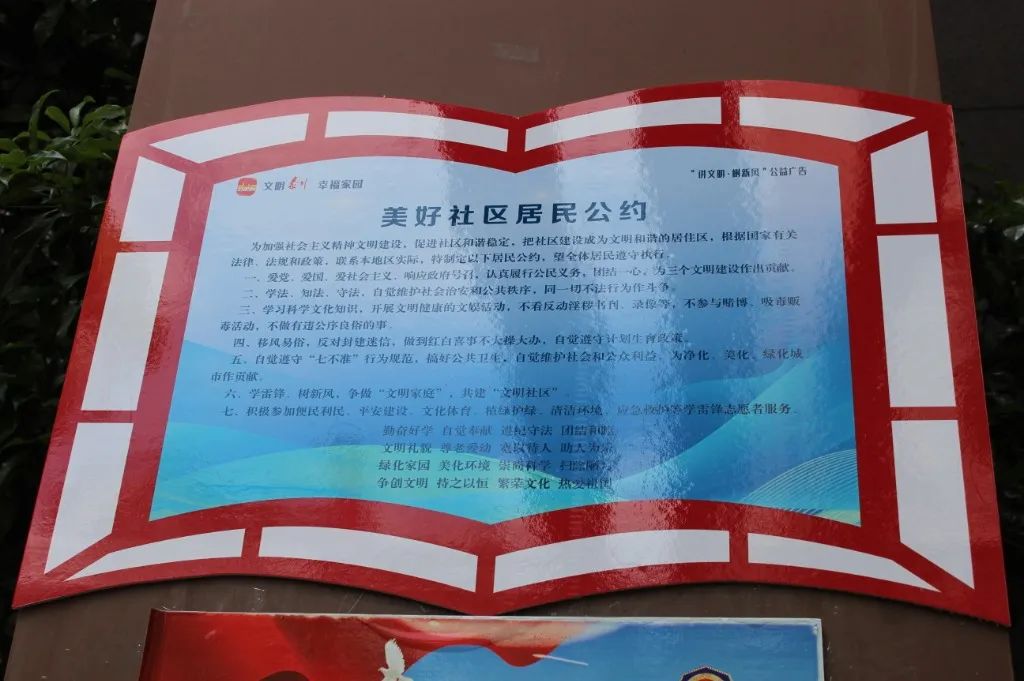 文明 幸福家园
"讲文明·树新风"公益广告
美好社区居民公约
为加强社会主义精神文明建设，促进社区和谐稳定，把社区建设成为文明和谐的居住区，根据国家有关
法律、法规和政策，联系本地区实际，特制定以下居民公约，望全体居民遵守执行。
一、爱党、爱国、爱社会主义、响应政府号召，认真履行公民义务，团结一心，为三个文明建设作出贡献。
二、学法、知法、守法，自觉维护社会治安和公共秩序，同一切不法行为作斗争。
三、学习科学文化知识，开展文明健康的文娱活动，不看反动淫秽书刊、录像等，不参与赌博、吸毒贩
毒活动，不做有违公序良俗的事。
四、移风易俗，反对封建迷信，做到红白喜事不大操大办，自觉遵守计划生育政策。
五、自觉遵守"七不准"行为规范，搞好公共卫生，自觉维护社会和公众利益，为净化、美化、绿化城
市作贡献。
六、学雷锋、树新风，争做"文明家庭"，共建"文明社区"。
七、积极参加便民利民、平安建设、文化体育、植绿护绿、清洁环境、应急救护等学雷锋志愿者服务。
勤奋好学 自觉奉献 遵纪守法 团结和睦
文明礼貌 尊老爱幼 宽以待人 助人为乐
绿化家园 美化环境 崇尚科学
争创文明 持之以恒 繁荣文化 热爱祖国